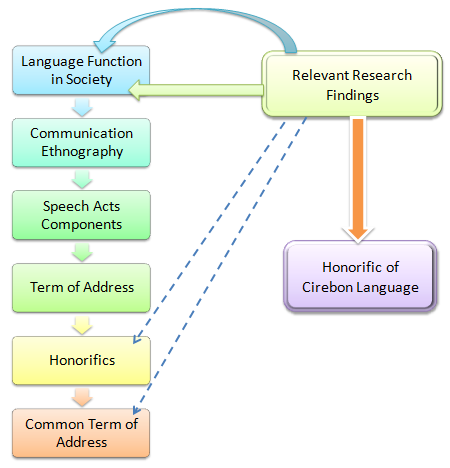 Language Function
in Society
Relevant Research
Findings
Communication
Ethnography
Speech Acts
Components
Term of Address
Honorific of
Cirebon Language
Honorifics
Common Term of
Address